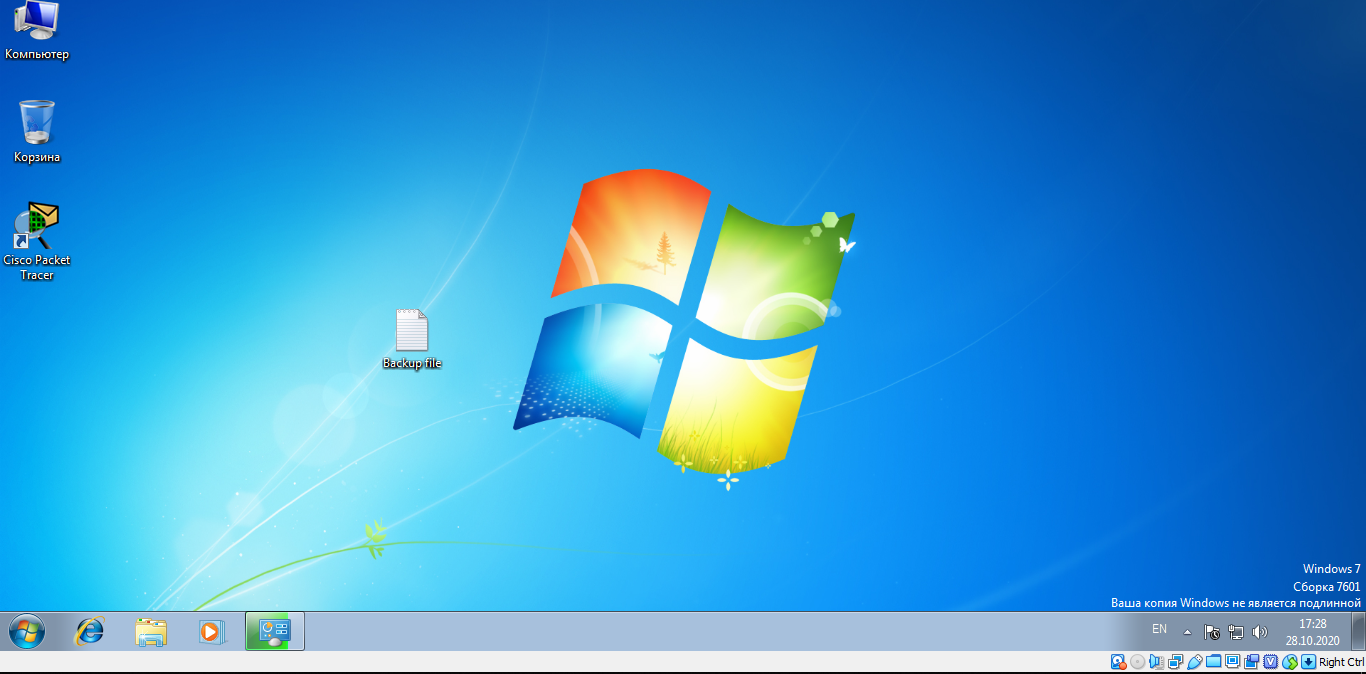 Компьютер
Корзина
Cisco Packet
Tracer
Backup file
Windows 7
Сборка 7601
Ваша копия Windows не является подлинной
EN
17:28
28.10.2020
Right Ctrl